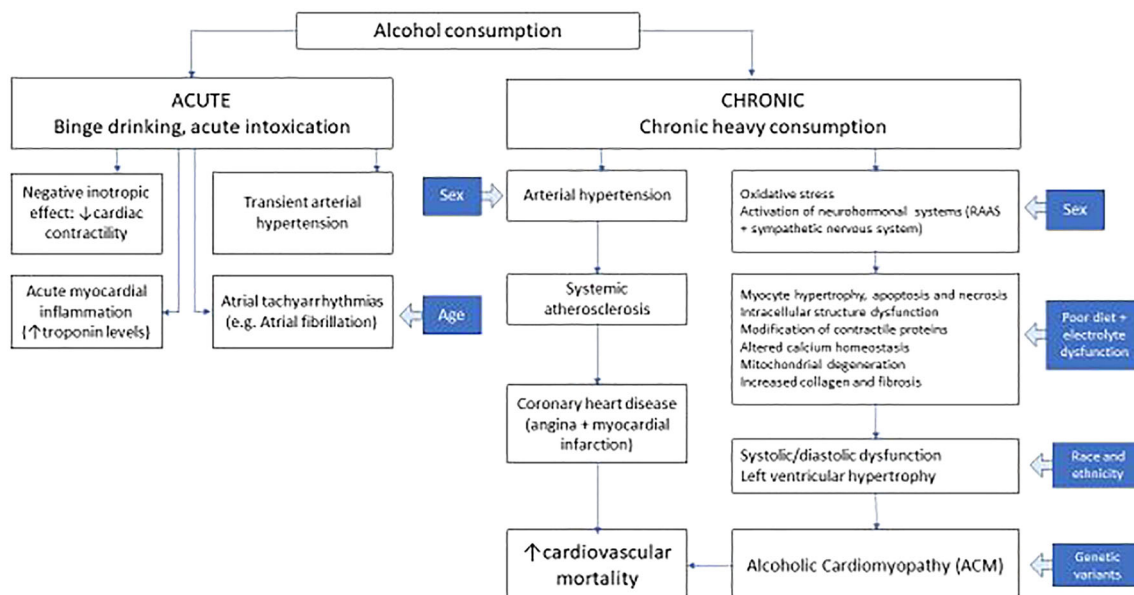 Alcohol consumption
ACUTE
Binge drinking, acute intoxication
CHRONIC
Chronic heavy consumption
Negative inotropic
effect: ↓cardiac
contractility
Transient arterial
hypertension
Acute myocardial
inflammation
(↑troponin levels)
Atrial tachyarrhythmias
(e.g. Atrial fibrillation)
Age
Sex
Arterial hypertension
Systemic
atherosclerosis
Coronary heart disease
(angina + myocardial
infarction)
↑cardiovascular
mortality
Oxidative stress
Activation of neurohormonal systems (RAAS
+ sympathetic nervous system)
Sex
Myocyte hypertrophy, apoptosis and necrosis
Intracellular structure dysfunction
Modification of contractile proteins
Altered calcium homeostasis
Mitochondrial degeneration
Increased collagen and fibrosis
Poor diet +
electrolyte
dysfunction
Systolic/diastolic dysfunction
Left ventricular hypertrophy
Race and
ethnicity
Alcoholic Cardiomyopathy (ACM)
Genetic
variants